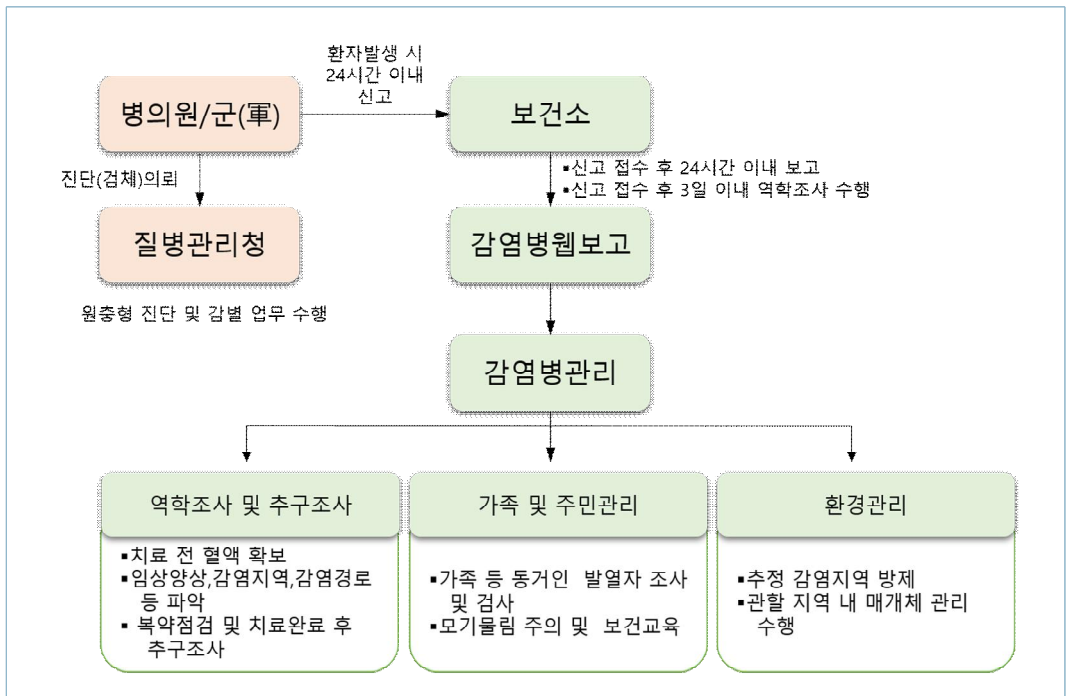 환자발생 시
24시간 이내
신고
병의원/군(軍)
보건소
진단(검체)의뢰
▪신고 접수 후 24시간 이내 보고
▪신고 접수 후 3일 이내 역학조사 수행
질병관리청
감염병웹보고
원충형 진단 및 감별 업무 수행
감염병관리
역학조사 및 추구조사
▪치료 전 혈액 확보
▪임상양상,감염지역,감염경로
등 파악
▪ 복약점검 및 치료완료 후
추구조사
가족 및 주민관리
▪가족 등 동거인 발열자 조사
및 검사
▪모기물림 주의 및 보건교육
환경관리
▪추정 감염지역 방제
▪관할 지역 내 매개체 관리
수행